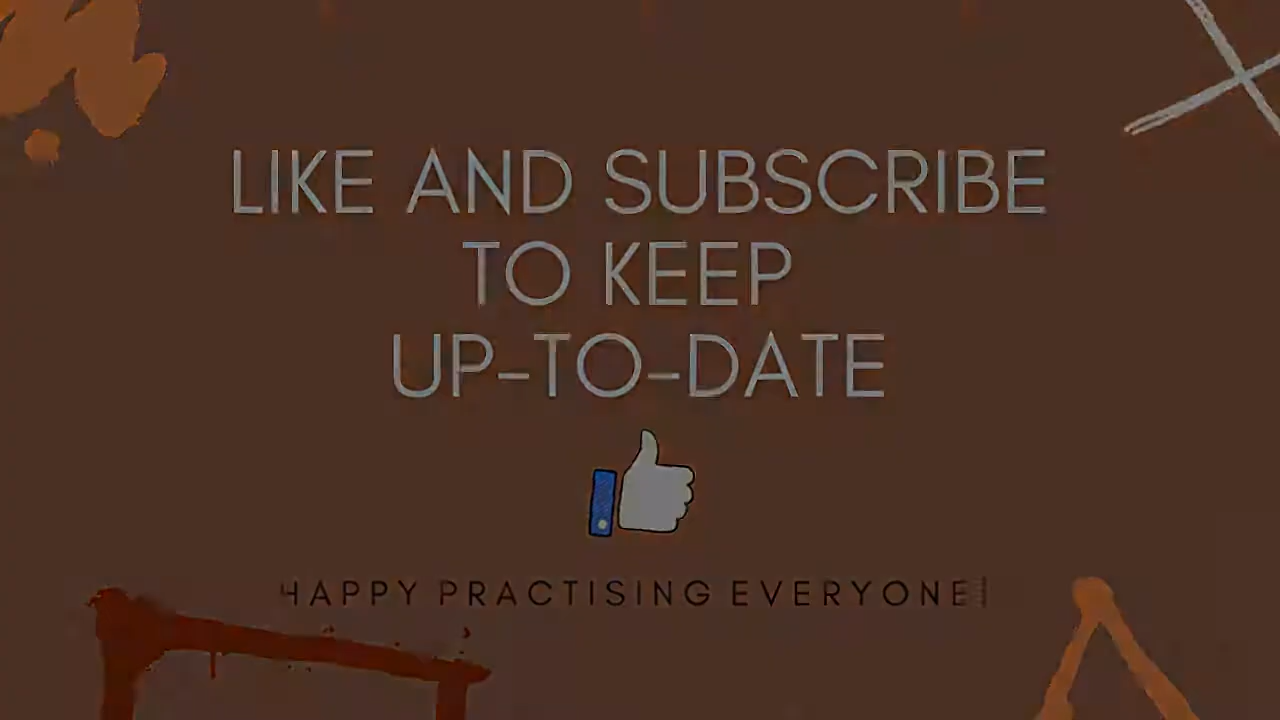 LIKE AND SUBSCRIBE
TO KEEP
UP-TO-DATE
HAPPY PRACTISING EVERYONE!